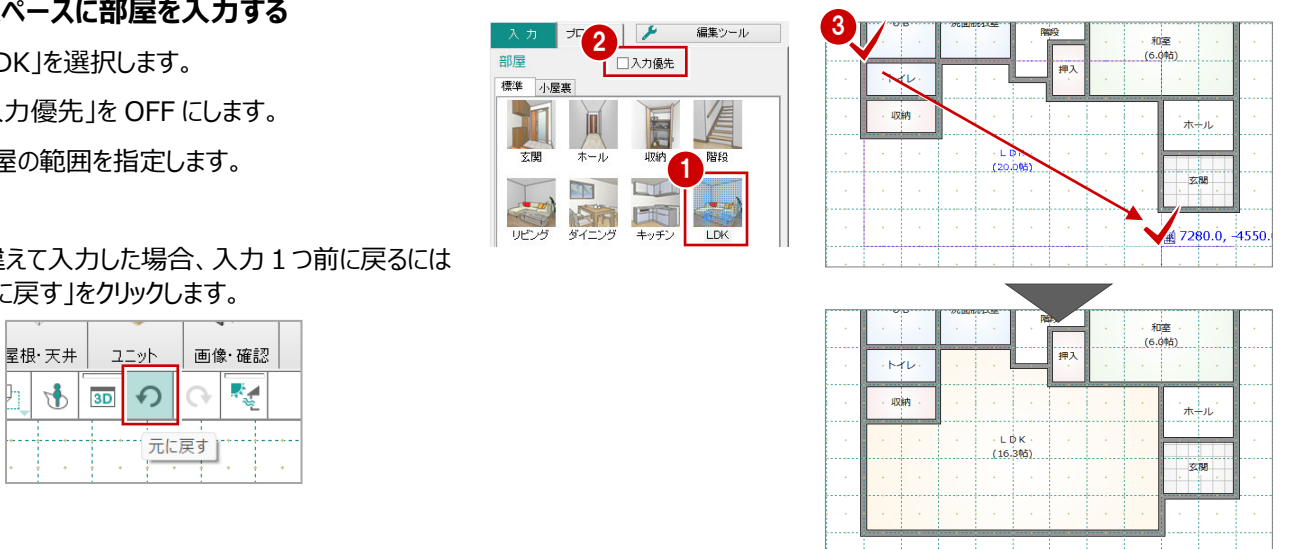 ペースに部屋を入力する
DK」を選択します。
入力優先」を OFF にします。
屋の範囲を指定します。
違えて入力した場合、入力 1 つ前に戻るには
に戻す」をクリックします。
屋根・天井
ユニット
画像・確認
3D
元に戻す
入 力
編集ツール
2
部屋
入力優先
標準
小屋裏
玄関
ホール
収納
階段
1
リビング
ダイニング
キッチン
LDK
3
階段
和室
(6.0帖)
押入
トイレ
収納
ホール
ＬＤＫ
(20.0帖)
玄関
7280.0, -4550.
和室
(6.0帖)
押入
トイレ
収納
ホール
ＬＤＫ
(16.3帖)
玄関